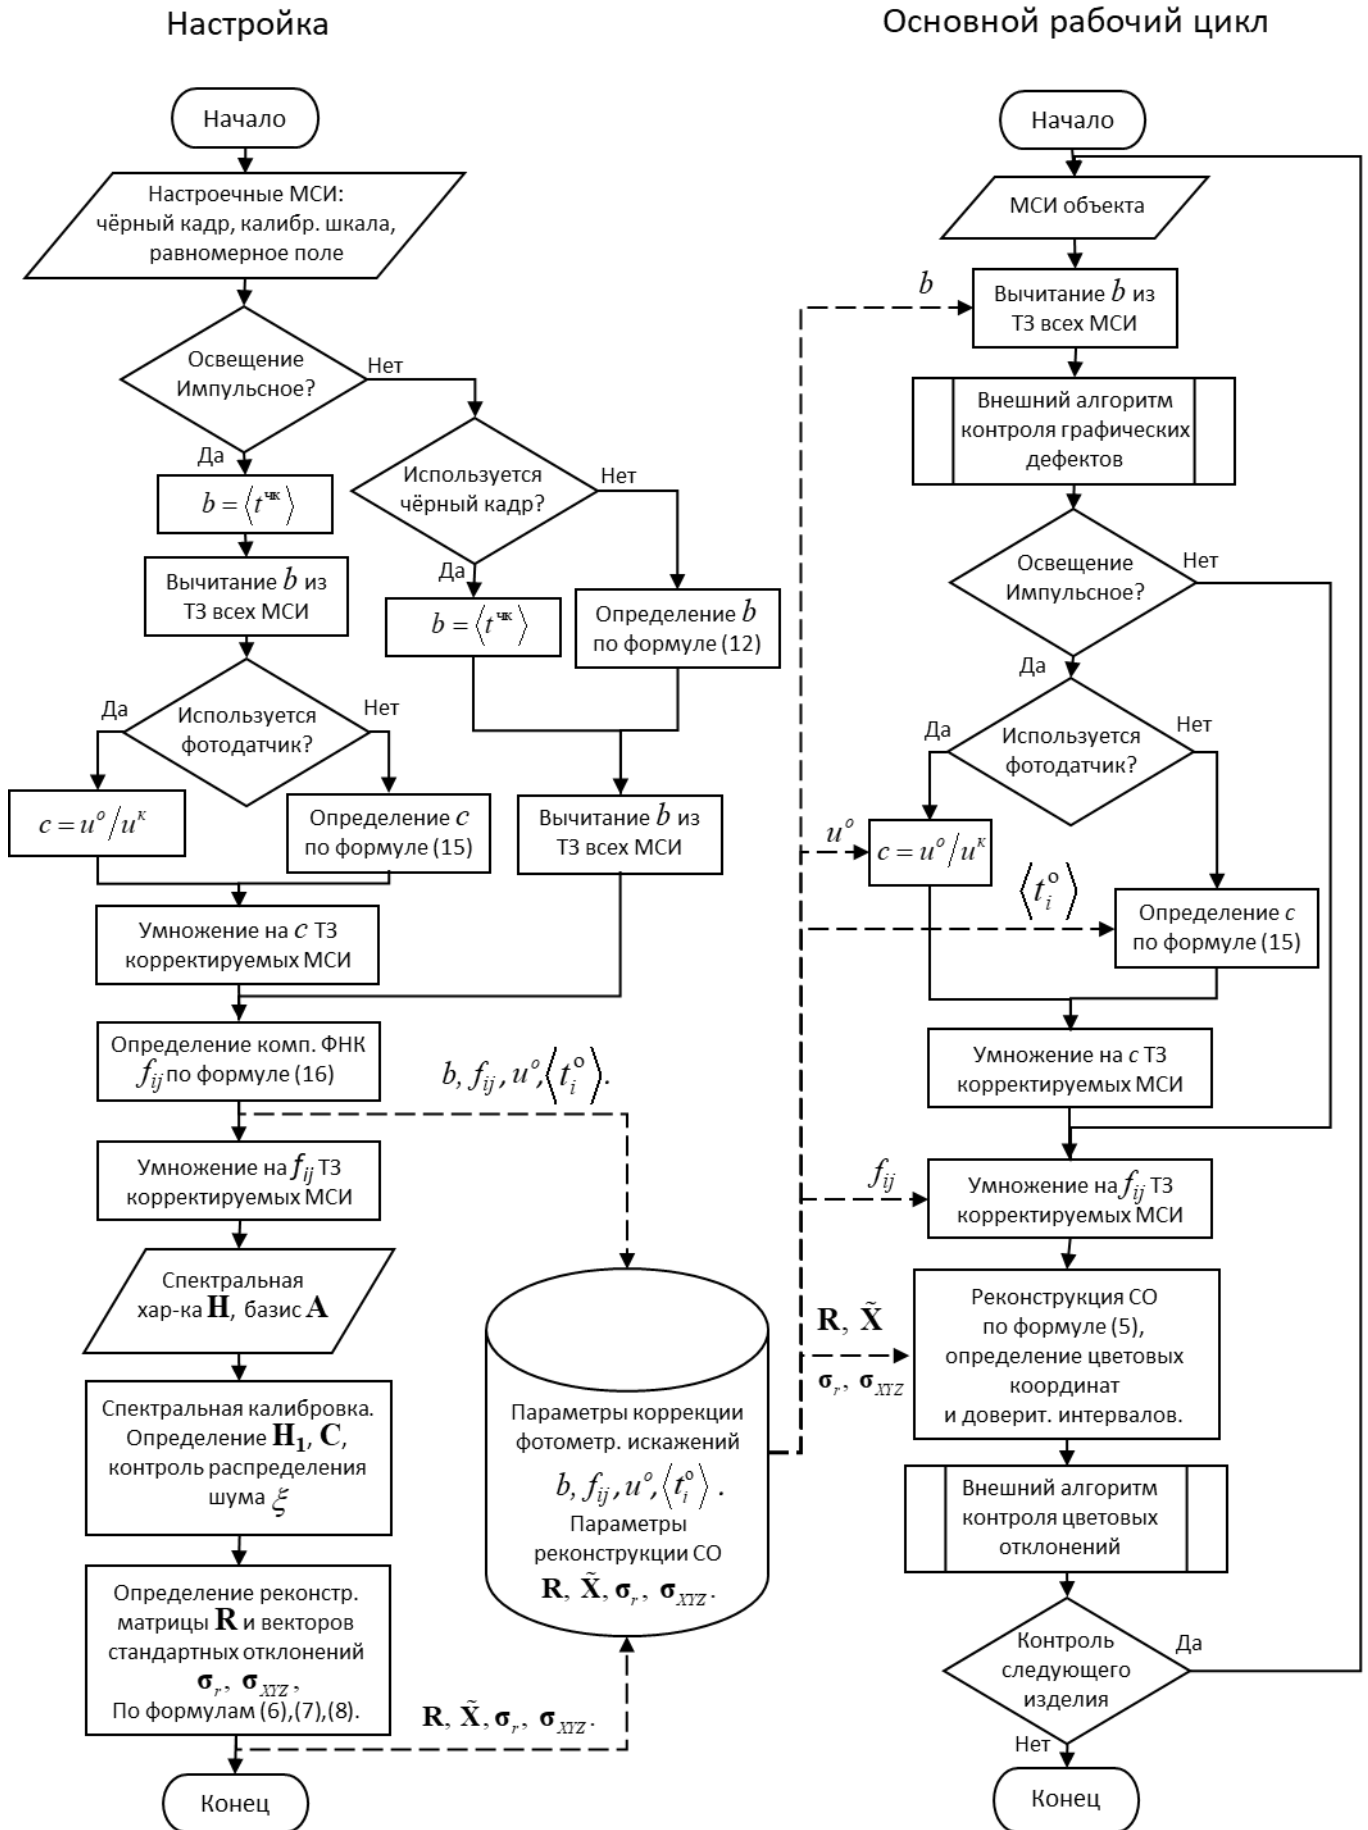 Настройка
Начало
Настроечные МСИ:
чёрный кадр, калибр. шкала,
равномерное поле
Освещение
Импульсное?
Нет
Да
b = ⟨t^чк⟩
Используется
чёрный кадр?
Нет
Да
Вычитание b из
ТЗ всех МСИ
b = ⟨t^чк⟩
Определение b
по формуле (12)
Используется
фотодатчик?
Да
Нет
c = u^o/u^к
Определение c
по формуле (15)
Вычитание b из
ТЗ всех МСИ
Умножение на c ТЗ
корректируемых МСИ
Определение комп. ФНК
f_ij по формуле (16)
b, f_ij, u^o, ⟨t_i^o⟩.
Умножение на f_ij ТЗ
корректируемых МСИ
Спектральная
хар-ка H, базис A
Спектральная калибровка.
Определение H₁, C,
контроль распределения
шума ξ
Определение реконстр.
матрицы R и векторов
стандартных отклонений
σ_r, σ_XYZ,
По формулам (6),(7),(8).
R, X̃, σ_r, σ_XYZ.
Конец
Параметры коррекции
фотометр. искажений
b, f_ij, u^o, ⟨t_i^o⟩.
Параметры
реконструкции СО
R, X̃, σ_r, σ_XYZ.
Основной рабочий цикл
Начало
МСИ объекта
b
Вычитание b из
ТЗ всех МСИ
Внешний алгоритм
контроля графических
дефектов
Освещение
Импульсное?
Нет
Да
Используется
фотодатчик?
Да
Нет
u^o
c = u^o/u^к
⟨t_i^o⟩
Определение c
по формуле (15)
Умножение на c ТЗ
корректируемых МСИ
f_ij
Умножение на f_ij ТЗ
корректируемых МСИ
R, X̃
σ_r, σ_XYZ
Реконструкция СО
по формуле (5),
определение цветовых
координат
и доверит. интервалов.
Внешний алгоритм
контроля цветовых
отклонений
Контроль
следующего
изделия
Да
Нет
Конец